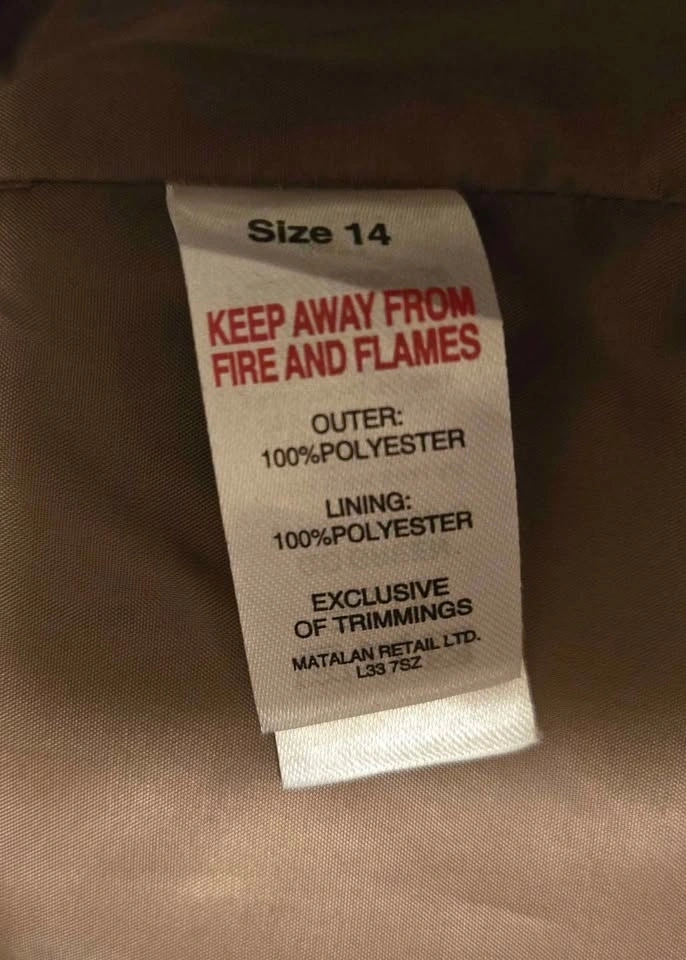 Size 14
KEEP AWAY FROM
FIRE AND FLAMES
OUTER:
100%POLYESTER
LINING:
100%POLYESTER
EXCLUSIVE
OF TRIMMINGS
MATALAN RETAIL LTD.
L33 7SZ